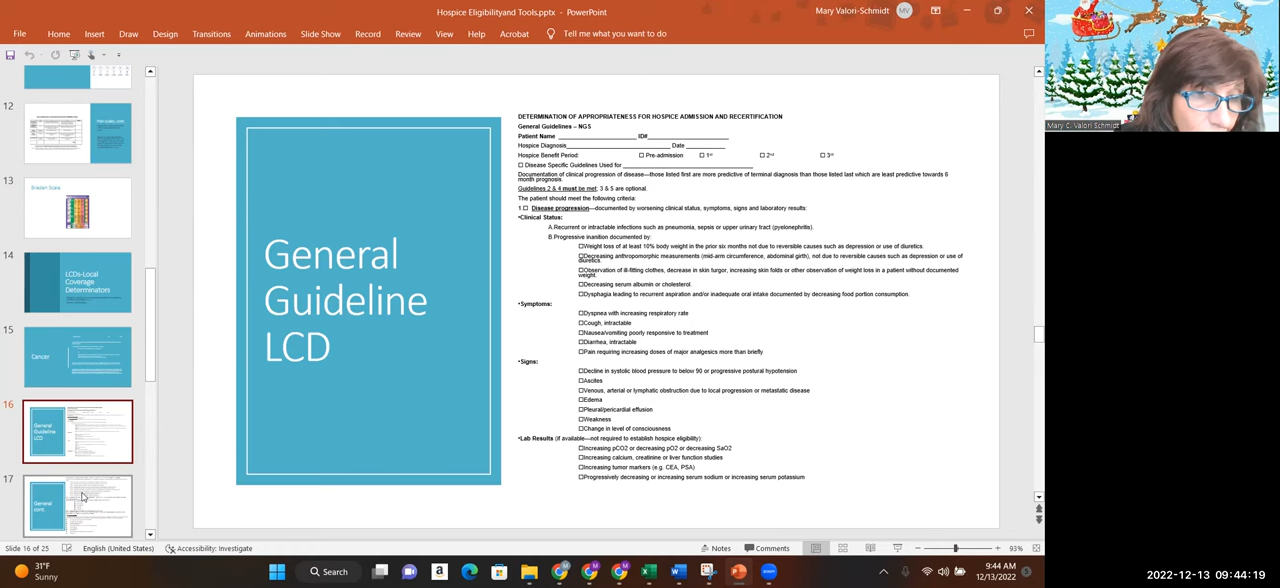 Hospice Eligibilityand Tools.pptx - PowerPoint
Mary Valori-Schmidt
MV
File Home Insert Draw Design Transitions Animations Slide Show Record Review View Help Acrobat Tell me what you want to do
12
13
Braden Scale
14
LCDs-Local
Coverage
Determinators
15
Cancer
16
General
Guideline
LCD
17
General
cont.
General
Guideline
LCD
DETERMINATION OF APPROPRIATENESS FOR HOSPICE ADMISSION AND RECERTIFICATION
General Guidelines – NGS
Patient Name ID#
Hospice Diagnosis Date
Hospice Benefit Period: ☐ Pre-admission ☐ 1st ☐ 2nd ☐ 3rd
☐ Disease Specific Guidelines Used for
Documentation of clinical progression of disease—those listed first are more predictive of terminal diagnosis than those listed last which are least predictive towards 6
month prognosis.
Guidelines 2 & 4 must be met; 3 & 5 are optional.
The patient should meet the following criteria:
1.☐ Disease progression—documented by worsening clinical status, symptoms, signs and laboratory results:
•Clinical Status:
A.Recurrent or intractable infections such as pneumonia, sepsis or upper urinary tract (pyelonephritis).
B.Progressive inanition documented by:
☐Weight loss of at least 10% body weight in the prior six months not due to reversible causes such as depression or use of diuretics.
☐Decreasing anthropomorphic measurements (mid-arm circumference, abdominal girth), not due to reversible causes such as depression or use of
diuretics.
☐Observation of ill-fitting clothes, decrease in skin turgor, increasing skin folds or other observation of weight loss in a patient without documented
weight.
☐Decreasing serum albumin or cholesterol.
☐Dysphagia leading to recurrent aspiration and/or inadequate oral intake documented by decreasing food portion consumption.
•Symptoms:
☐Dyspnea with increasing respiratory rate
☐Cough, intractable
☐Nausea/vomiting poorly responsive to treatment
☐Diarrhea, intractable
☐Pain requiring increasing doses of major analgesics more than briefly
•Signs:
☐Decline in systolic blood pressure to below 90 or progressive postural hypotension
☐Ascites
☐Venous, arterial or lymphatic obstruction due to local progression or metastatic disease
☐Edema
☐Pleural/pericardial effusion
☐Weakness
☐Change in level of consciousness
•Lab Results (if available—not required to establish hospice eligibility):
☐Increasing pCO2 or decreasing pO2 or decreasing SaO2
☐Increasing calcium, creatinine or liver function studies
☐Increasing tumor markers (e.g. CEA, PSA)
☐Progressively decreasing or increasing serum sodium or increasing serum potassium
Mary C. Valori Schmidt
Slide 16 of 25 English (United States) Accessibility: Investigate Notes Comments 93%
31°F
Sunny
Search
9:44 AM
12/13/2022
2022-12-13 09:44:19